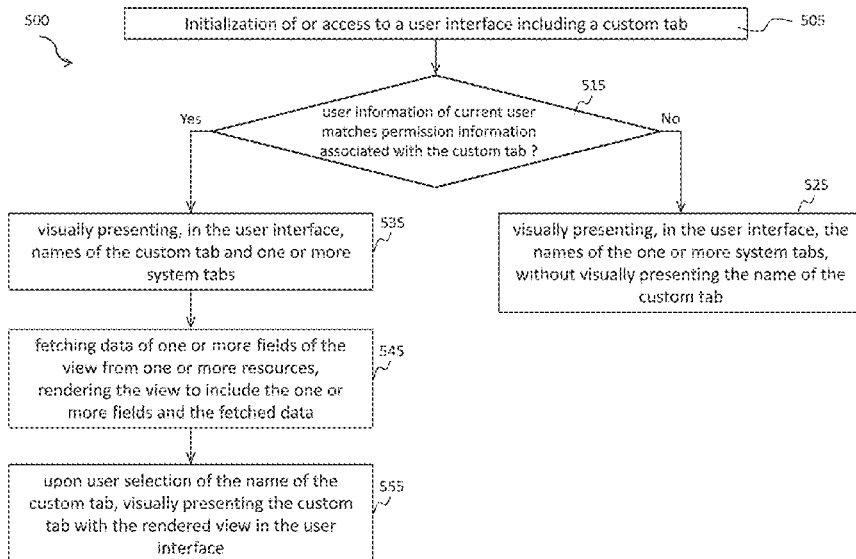 500
Initialization of or access to a user interface including a custom tab
505
515
user information of current user
matches permission information
associated with the custom tab ?
Yes
No
525
visually presenting, in the user interface,
names of the custom tab and one or more
system tabs
535
visually presenting, in the user interface, the
names of the one or more system tabs,
without visually presenting the name of the
custom tab
fetching data of one or more fields of the
view from one or more resources,
rendering the view to include the one or
more fields and the fetched data
545
upon user selection of the name of the
custom tab, visually presenting the custom
tab with the rendered view in the user
interface
555